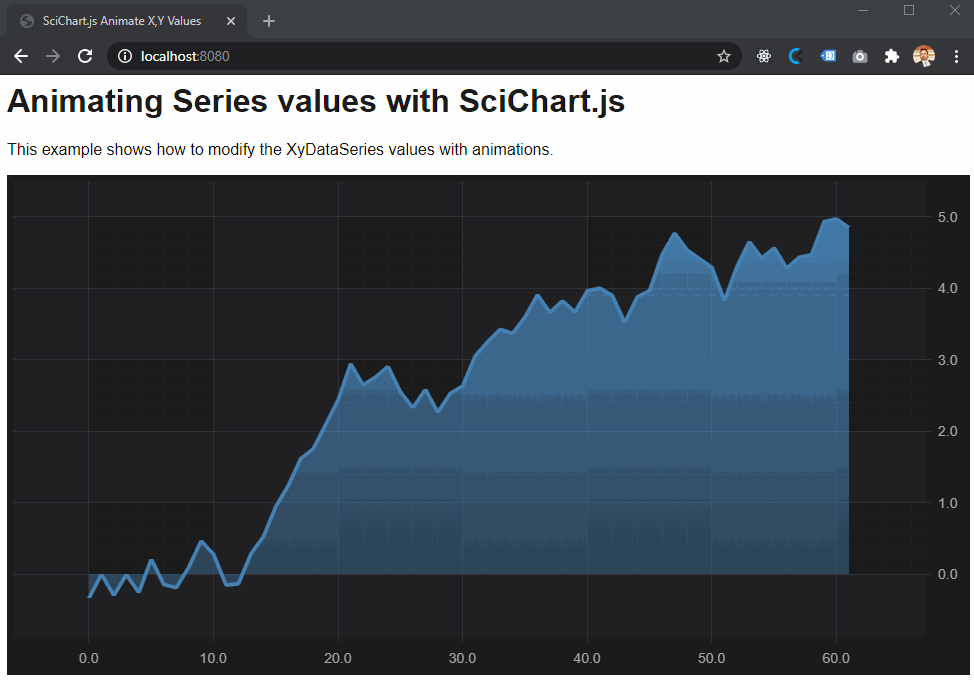 SciChart.js Animate X,Y Values
localhost:8080
Animating Series values with SciChart.js
This example shows how to modify the XyDataSeries values with animations.
5.0
4.0
3.0
2.0
1.0
0.0
0.0 10.0 20.0 30.0 40.0 50.0 60.0